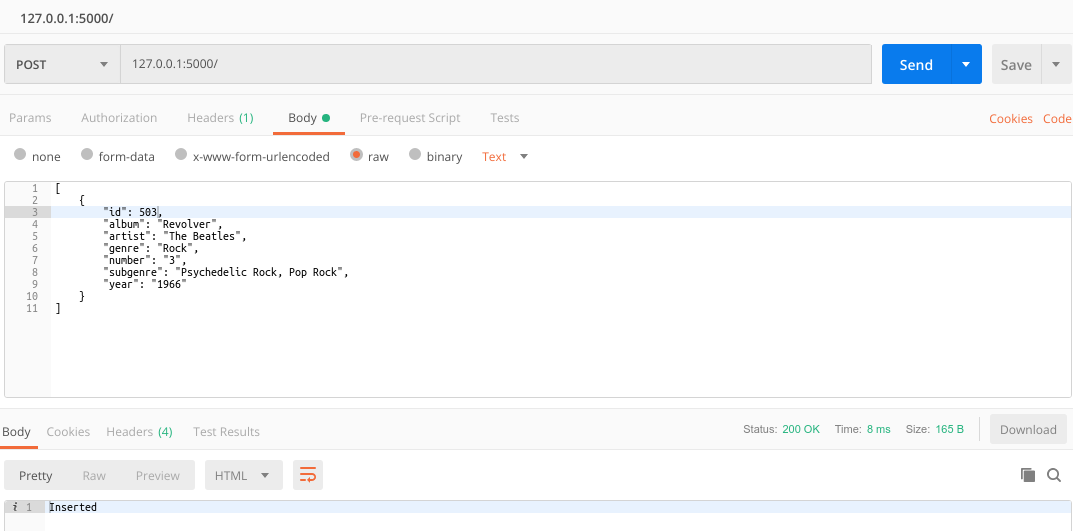 127.0.0.1:5000/
POST 127.0.0.1:5000/ Send Save
Params Authorization Headers (1) Body Pre-request Script Tests Cookies Code
none form-data x-www-form-urlencoded raw binary Text
1 [
2 {
3 "id": 503,
4 "album": "Revolver",
5 "artist": "The Beatles",
6 "genre": "Rock",
7 "number": "3",
8 "subgenre": "Psychedelic Rock, Pop Rock",
9 "year": "1966"
10 }
11 ]
Body Cookies Headers (4) Test Results Status: 200 OK Time: 8 ms Size: 165 B Download
Pretty Raw Preview HTML
i 1 Inserted